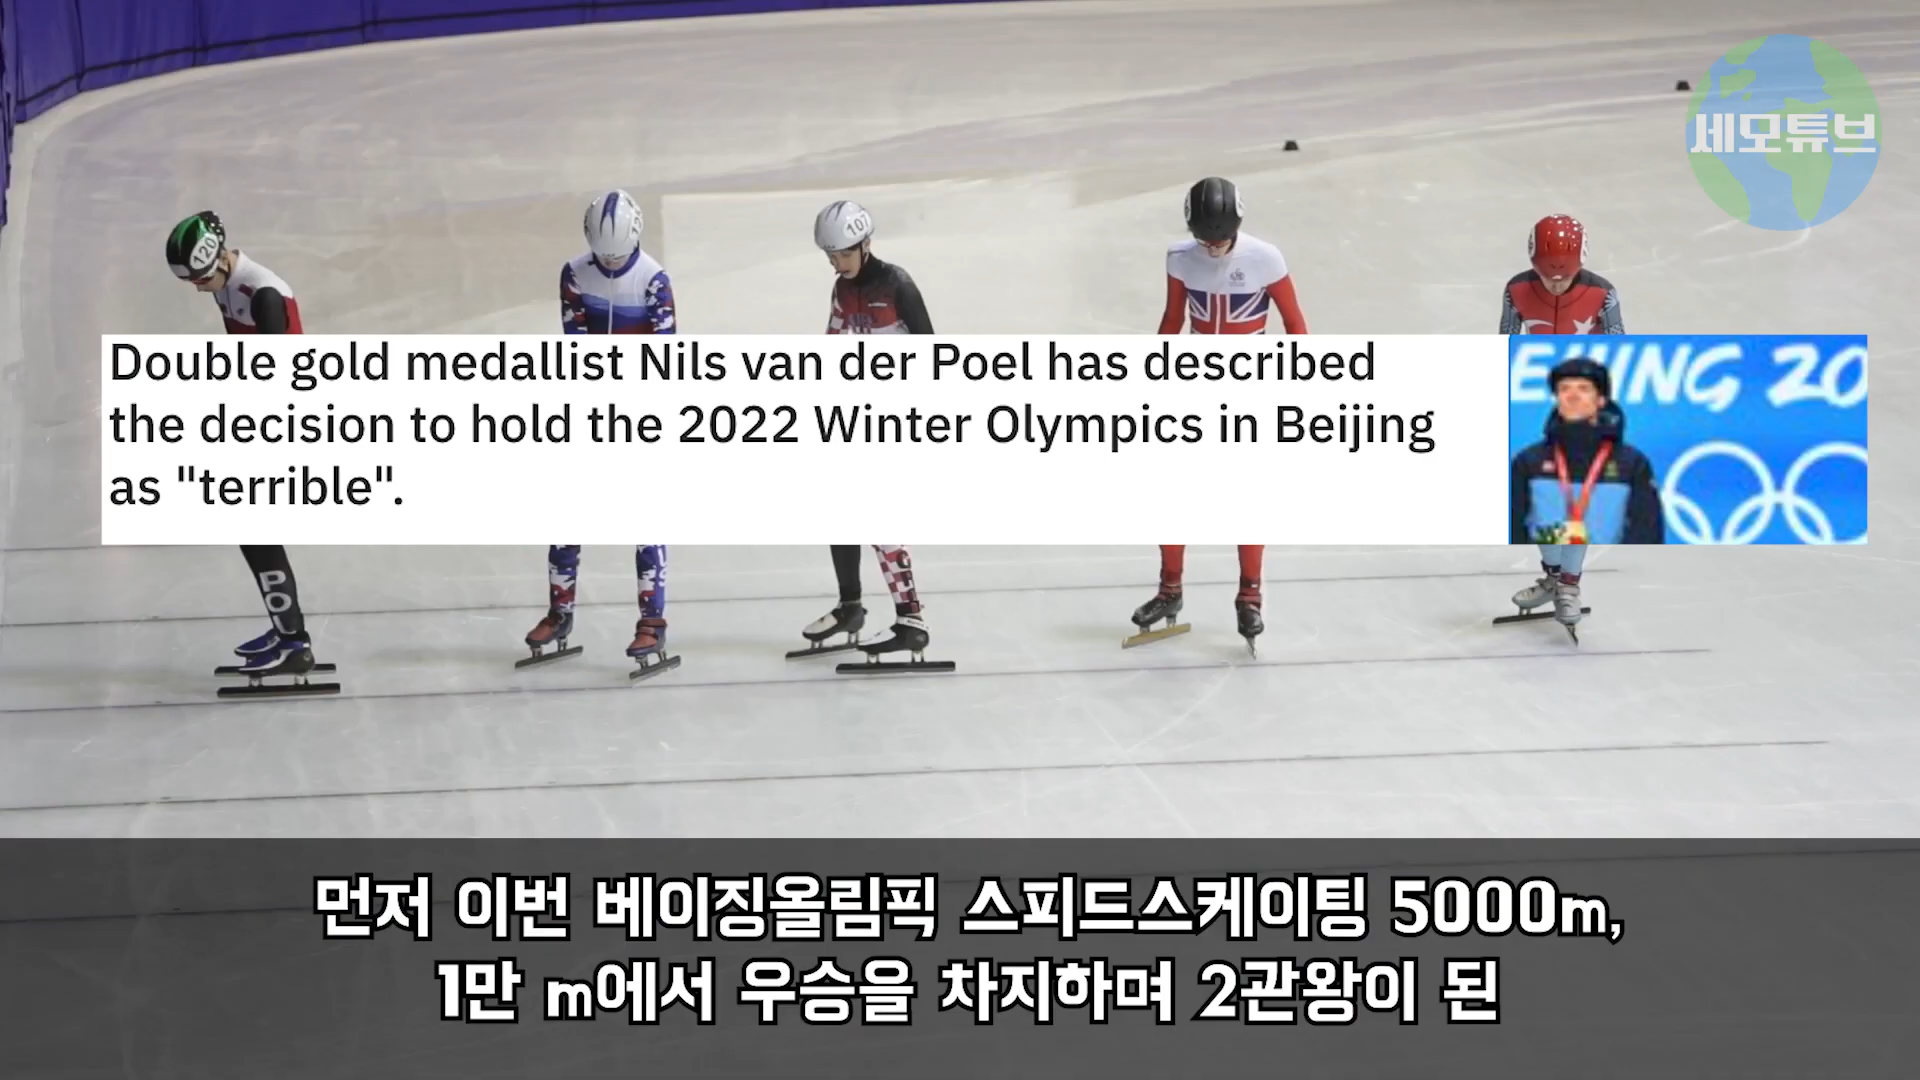 세모튜브
120
107
Double gold medallist Nils van der Poel has described
the decision to hold the 2022 Winter Olympics in Beijing
as "terrible".
EIJING 20
POL
먼저 이번 베이징올림픽 스피드스케이팅 5000m,
1만 m에서 우승을 차지하며 2관왕이 된